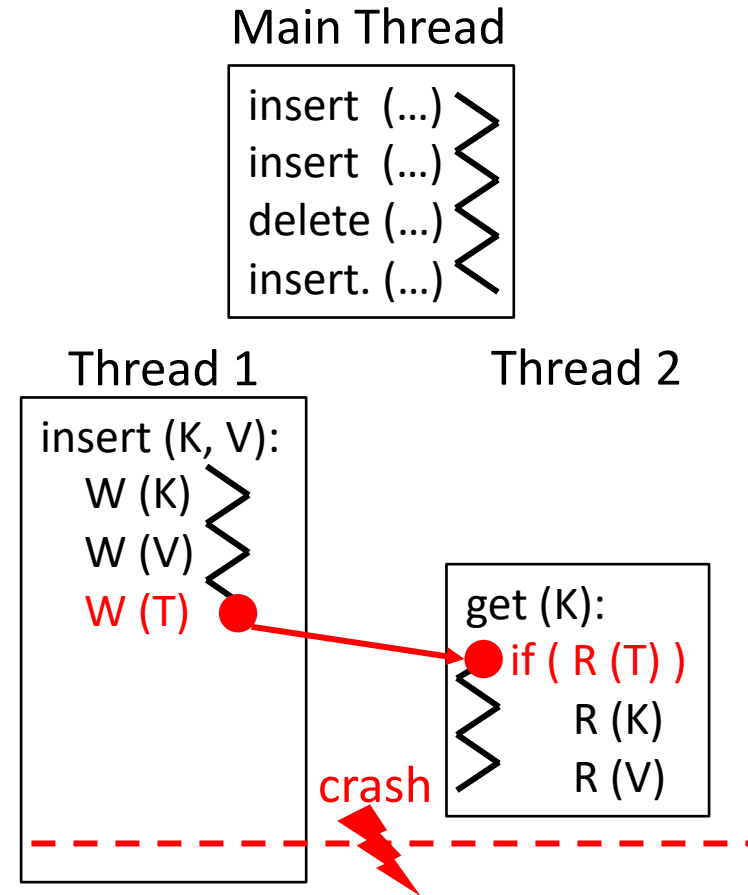 Main Thread
insert (...)
insert (...)
delete (...)
insert. (...)
Thread 1
insert (K, V):
W (K)
W (V)
W (T)
Thread 2
get (K):
if ( R (T) )
R (K)
R (V)
crash